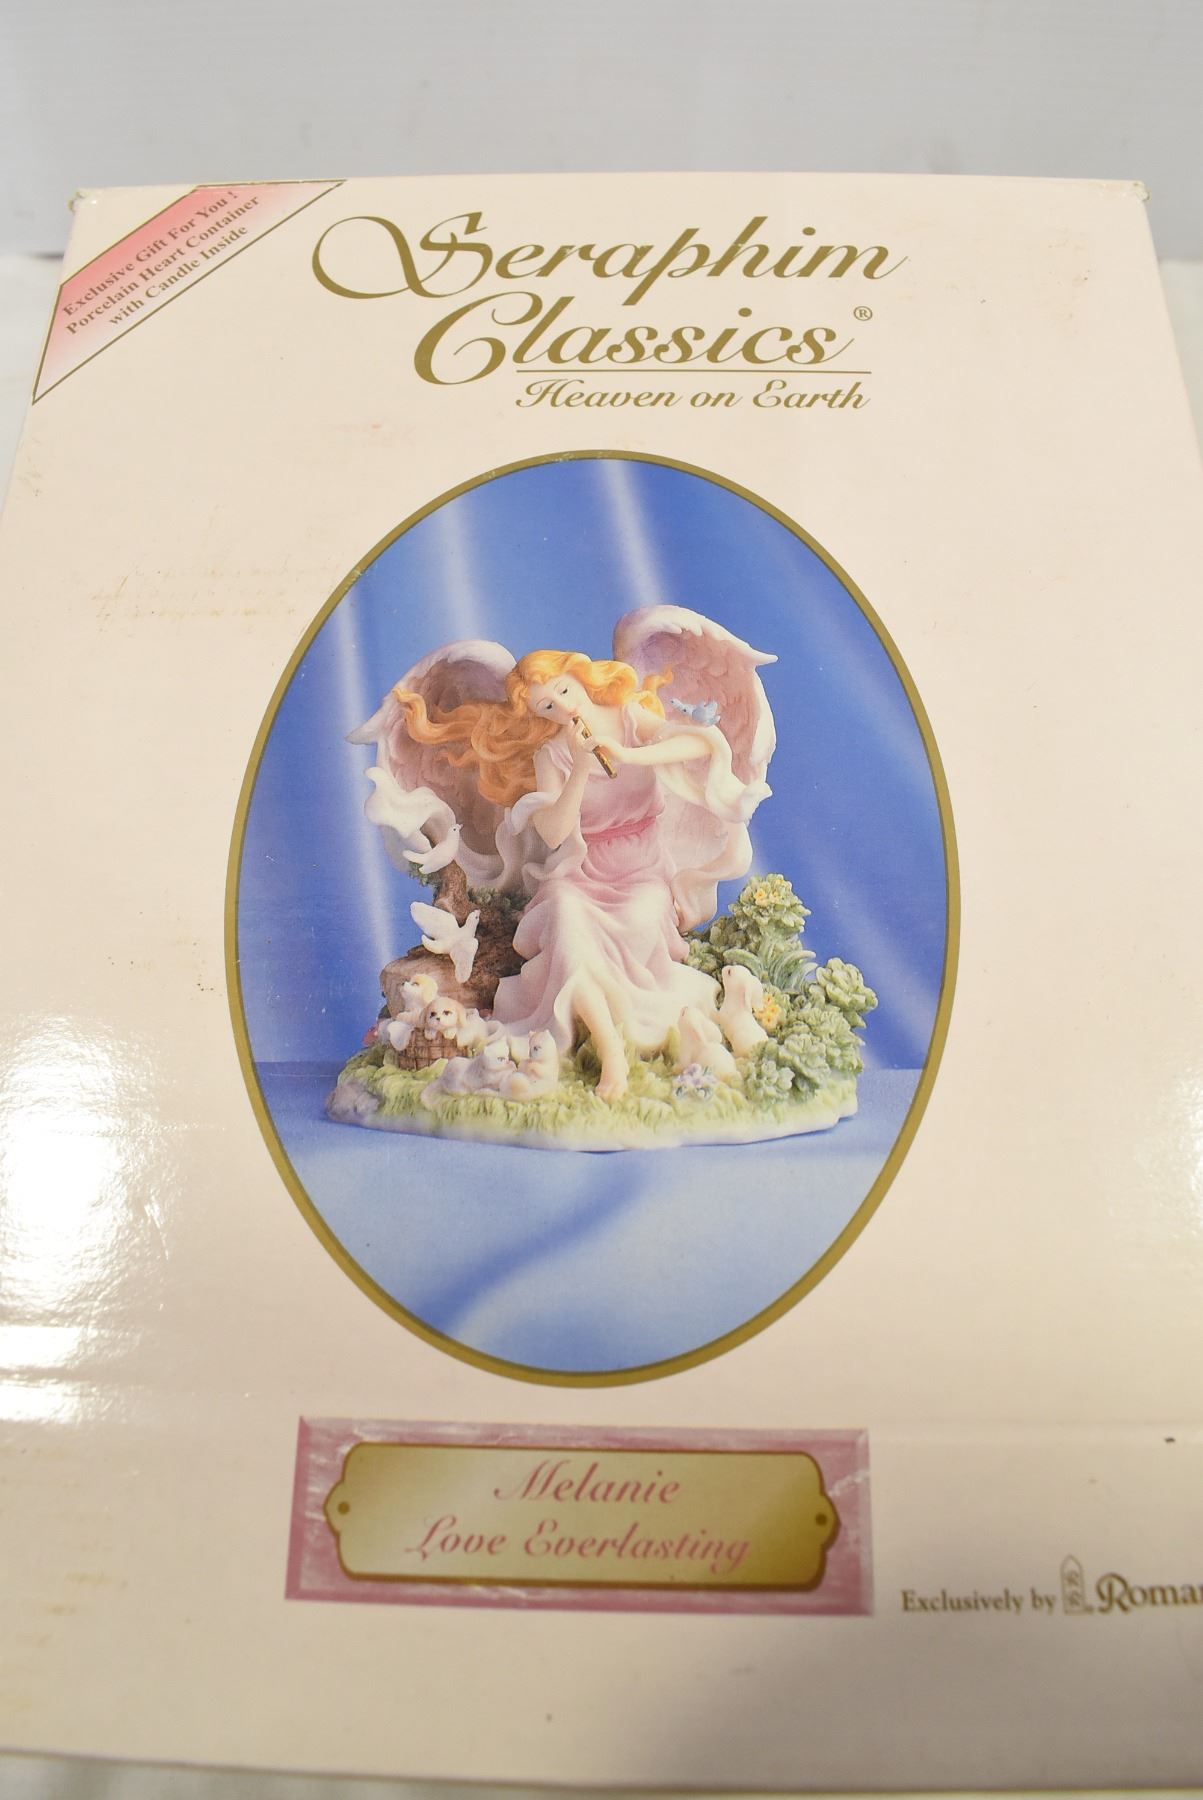 Exclusive Gift For You !
Porcelain Heart Container
with Candle Inside
Seraphim
Classics®
Heaven on Earth
Melanie
Love Everlasting
Exclusively by Roma